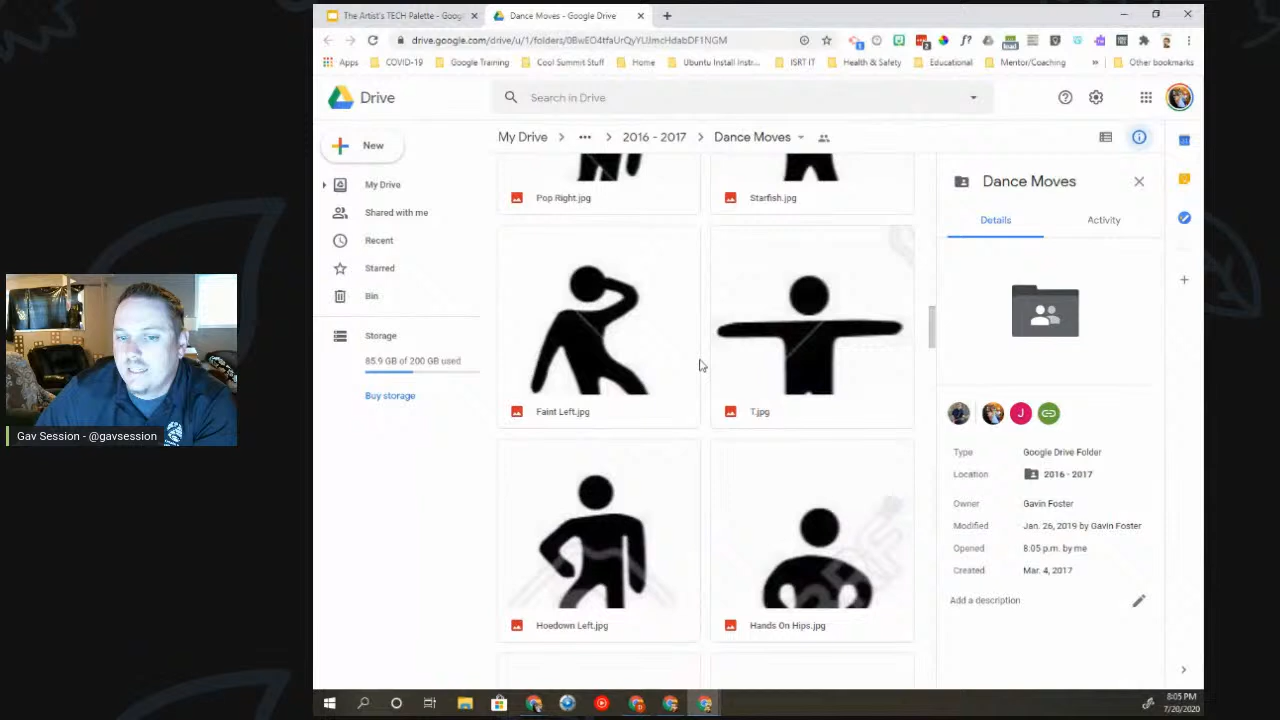 The Artist's TECH Palette - Goog
Dance Moves - Google Drive
drive.google.com/drive/u/1/folders/
Apps
COVID-19
Google Training
Cool Summit Stuff
Home
Ubuntu Install Instr...
ISRT IT
Health & Safety
Educational
Mentor/Coaching
Other bookmarks
Drive
Search in Drive
New
My Drive
Shared with me
Recent
Starred
Bin
Storage
85.9 GB of 200 GB used
Buy storage
My Drive > ... > 2016 - 2017 > Dance Moves
Pop Right.jpg
Starfish.jpg
Faint Left.jpg
T.jpg
Hoedown Left.jpg
Hands On Hips.jpg
Dance Moves
Details
Activity
J
Type Google Drive Folder
Location 2016 - 2017
Owner Gavin Foster
Modified Jan. 26, 2019 by Gavin Foster
Opened 8:05 p.m. by me
Created Mar. 4, 2017
Add a description
Gav Session - @gavsession
8:05 PM
7/20/2020